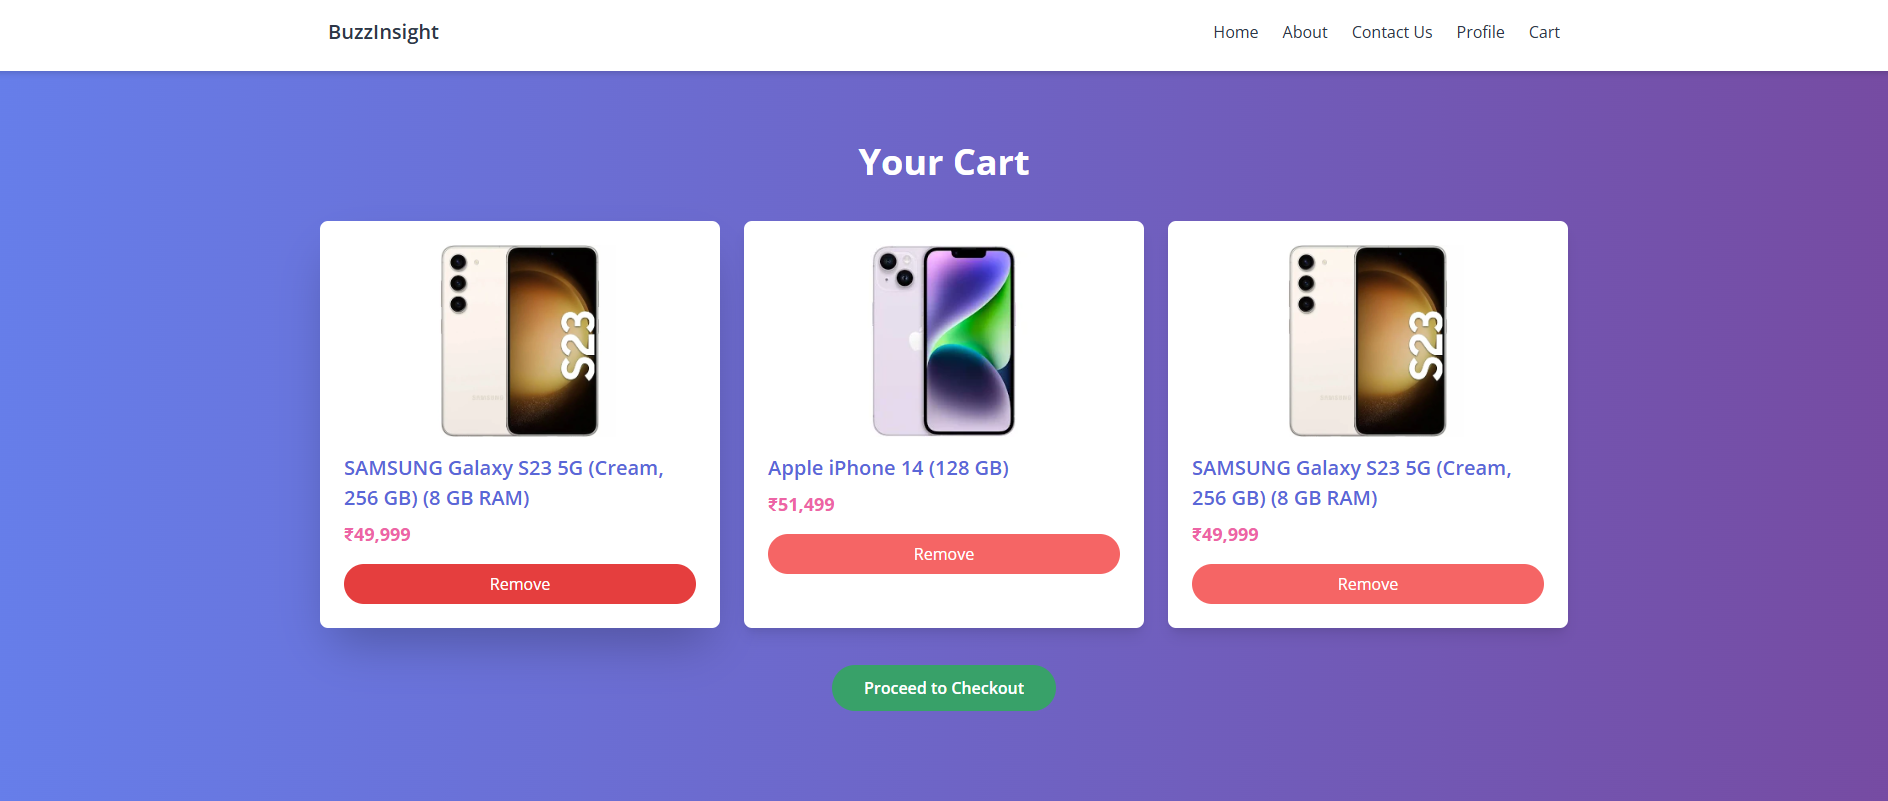 BuzzInsight
Home About Contact Us Profile Cart
Your Cart
S23
SAMSUNG
SAMSUNG Galaxy S23 5G (Cream,
256 GB) (8 GB RAM)
₹49,999
Remove
Apple iPhone 14 (128 GB)
₹51,499
Remove
S23
SAMSUNG
SAMSUNG Galaxy S23 5G (Cream,
256 GB) (8 GB RAM)
₹49,999
Remove
Proceed to Checkout